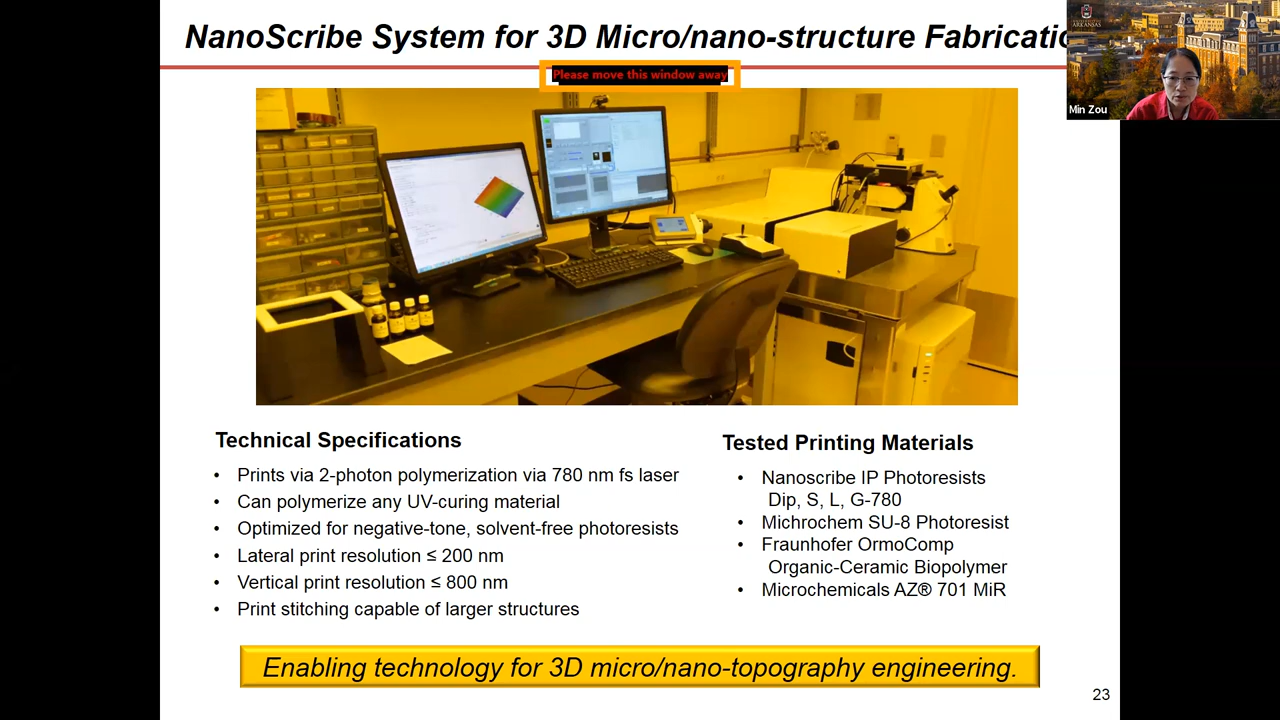 NanoScribe System for 3D Micro/nano-structure Fabricatio
Please move this window away
ARKANSAS
Min Zou
Technical Specifications
• Prints via 2-photon polymerization via 780 nm fs laser
• Can polymerize any UV-curing material
• Optimized for negative-tone, solvent-free photoresists
• Lateral print resolution ≤ 200 nm
• Vertical print resolution ≤ 800 nm
• Print stitching capable of larger structures
Tested Printing Materials
• Nanoscribe IP Photoresists
Dip, S, L, G-780
• Michrochem SU-8 Photoresist
• Fraunhofer OrmoComp
Organic-Ceramic Biopolymer
• Microchemicals AZ® 701 MiR
Enabling technology for 3D micro/nano-topography engineering.
23